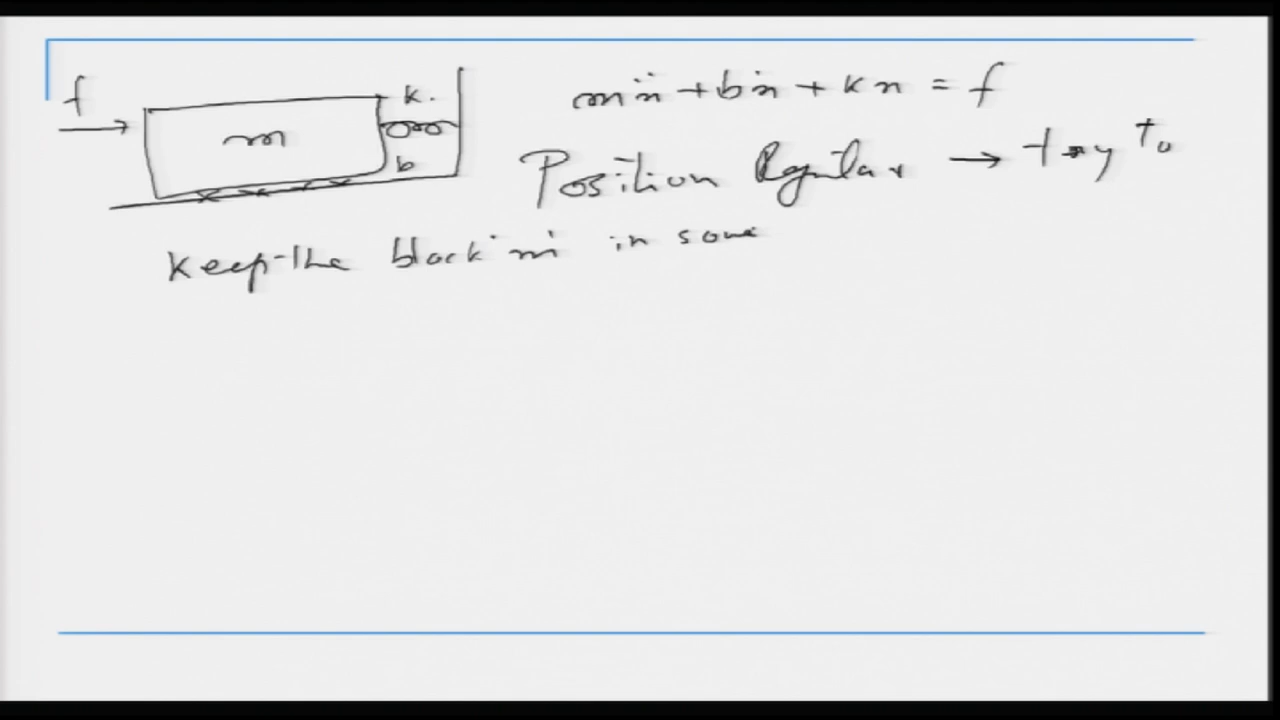 f
m
k.
b
mẍ + bẋ + kx = f
Position Regular → try to
Keep the block 'm' in some